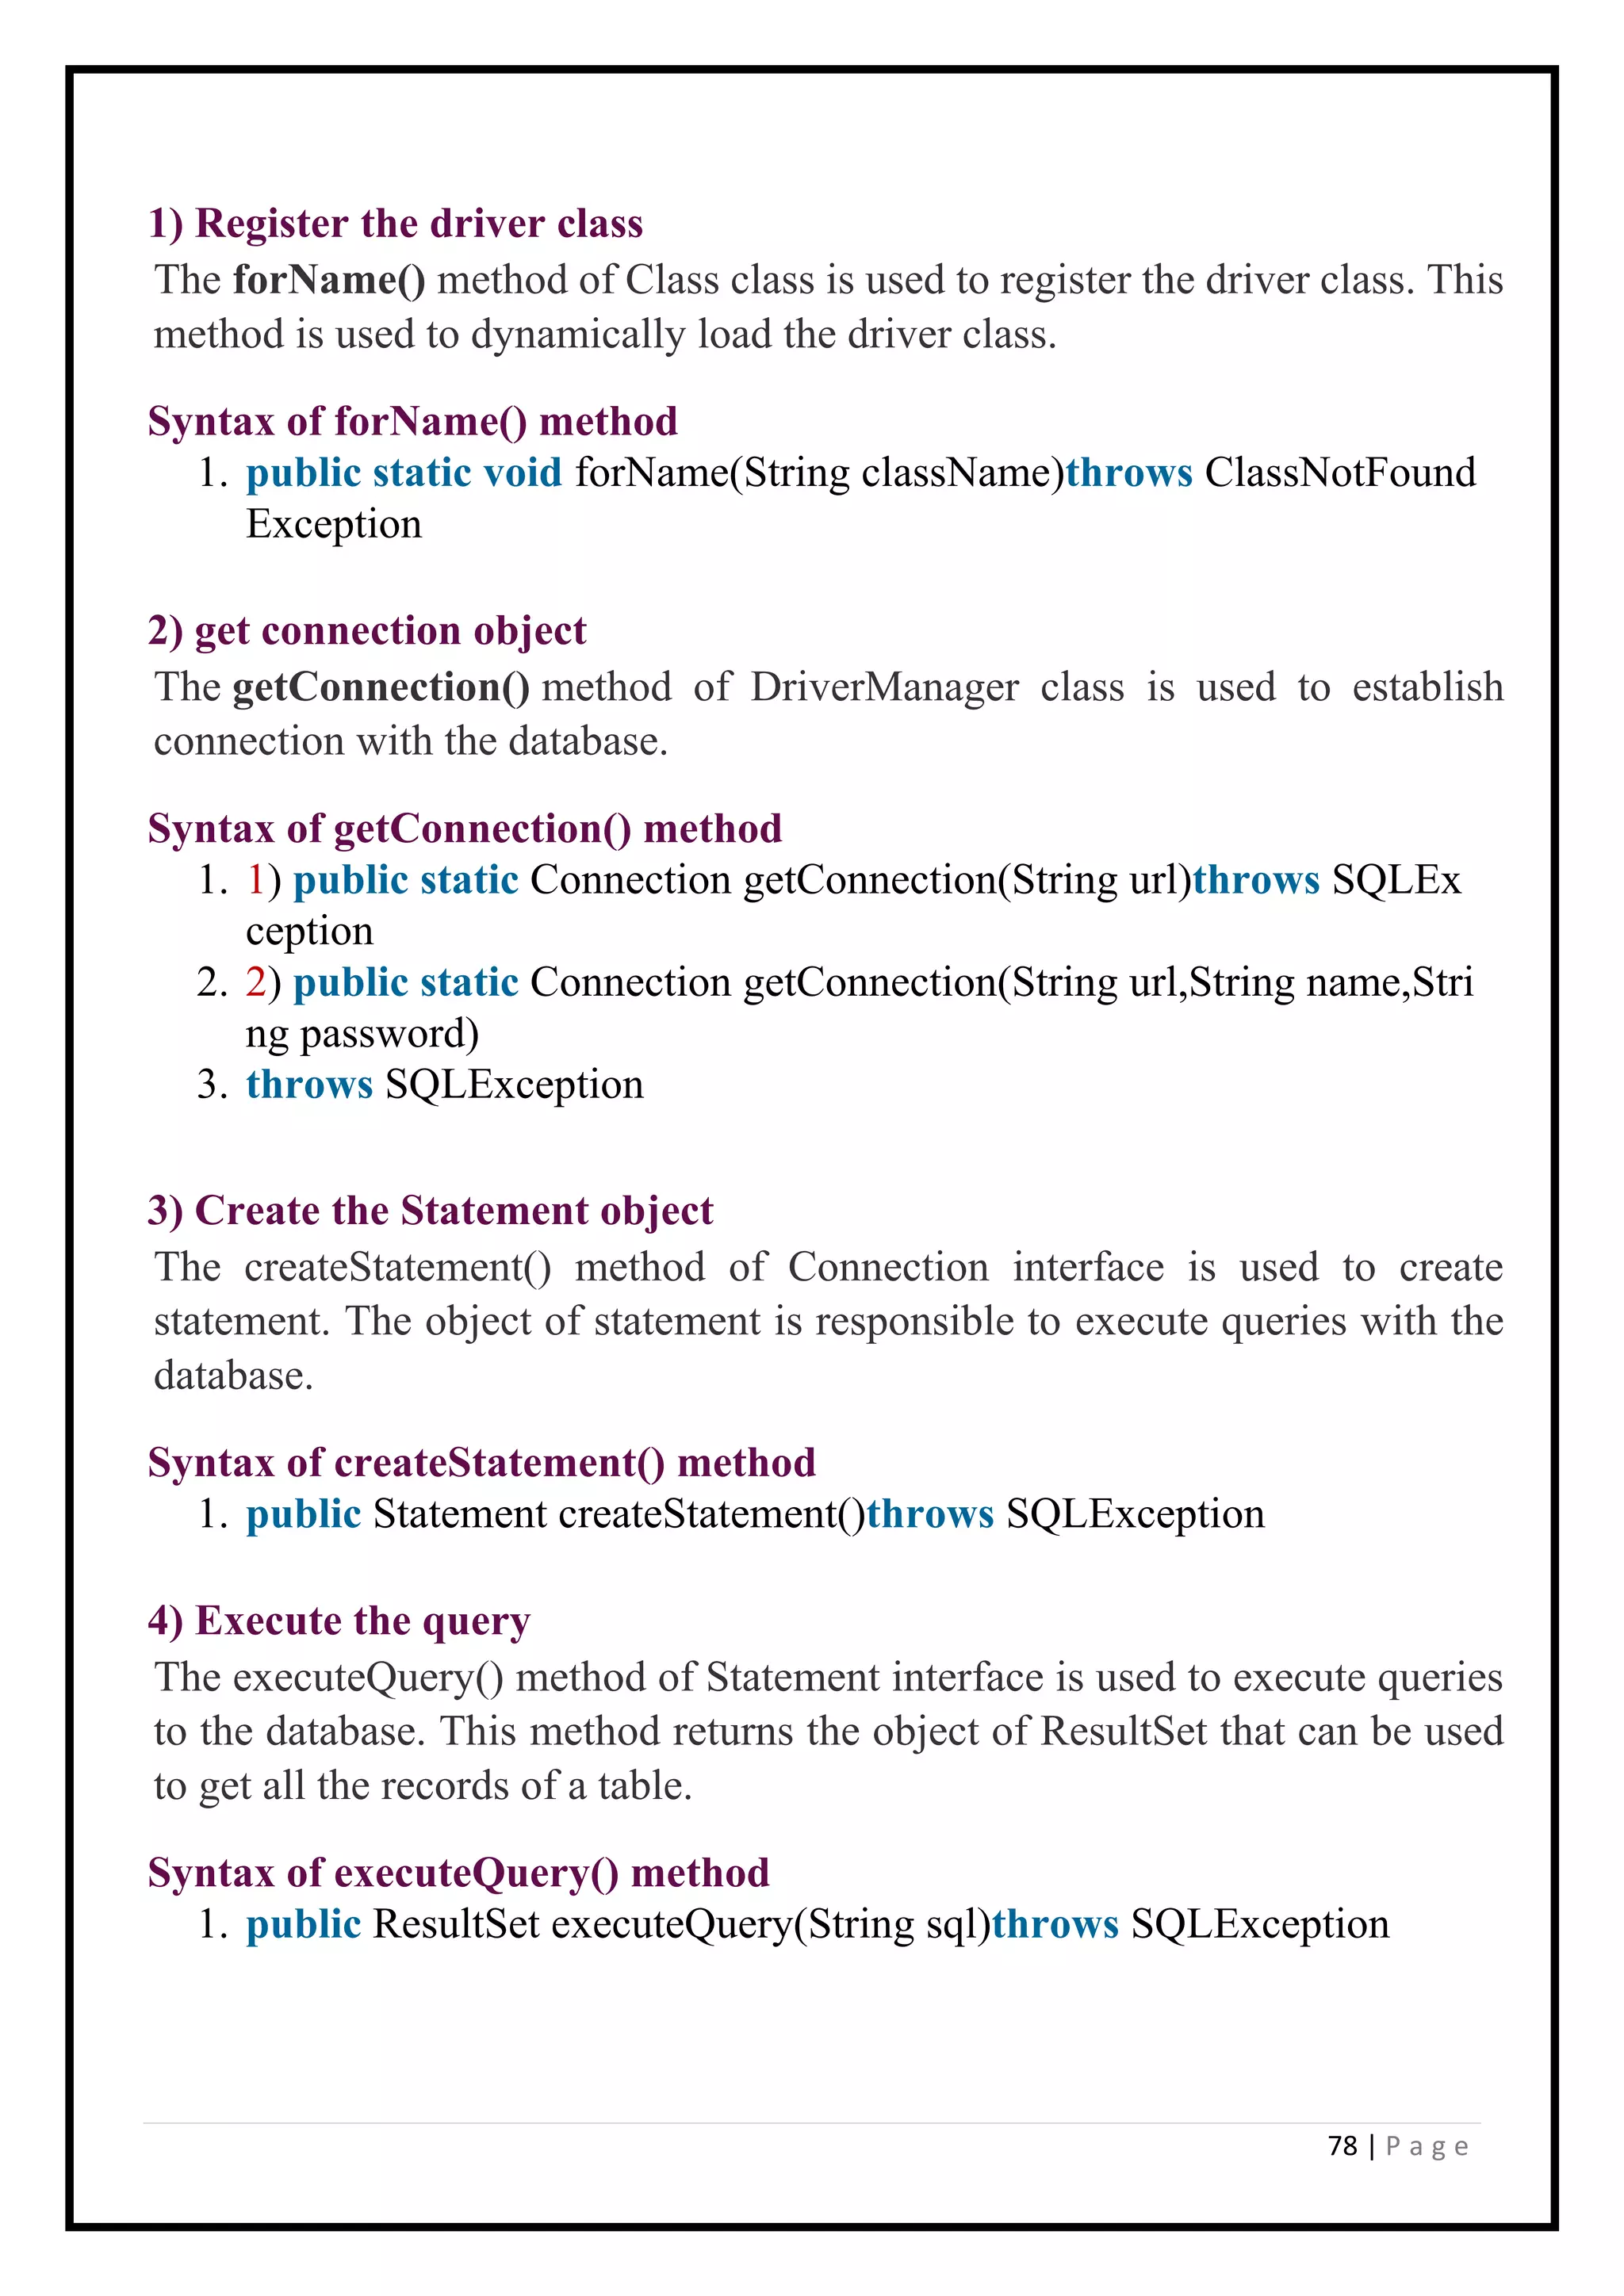 1) Register the driver class
The forName() method of Class class is used to register the driver class. This
method is used to dynamically load the driver class.
Syntax of forName() method
1. public static void forName(String className)throws ClassNotFound
Exception
2) get connection object
The getConnection() method of DriverManager class is used to establish
connection with the database.
Syntax of getConnection() method
1. 1) public static Connection getConnection(String url)throws SQLEx
ception
2. 2) public static Connection getConnection(String url,String name,Stri
ng password)
3. throws SQLException
3) Create the Statement object
The createStatement() method of Connection interface is used to create
statement. The object of statement is responsible to execute queries with the
database.
Syntax of createStatement() method
1. public Statement createStatement()throws SQLException
4) Execute the query
The executeQuery() method of Statement interface is used to execute queries
to the database. This method returns the object of ResultSet that can be used
to get all the records of a table.
Syntax of executeQuery() method
1. public ResultSet executeQuery(String sql)throws SQLException
78 | P a g e